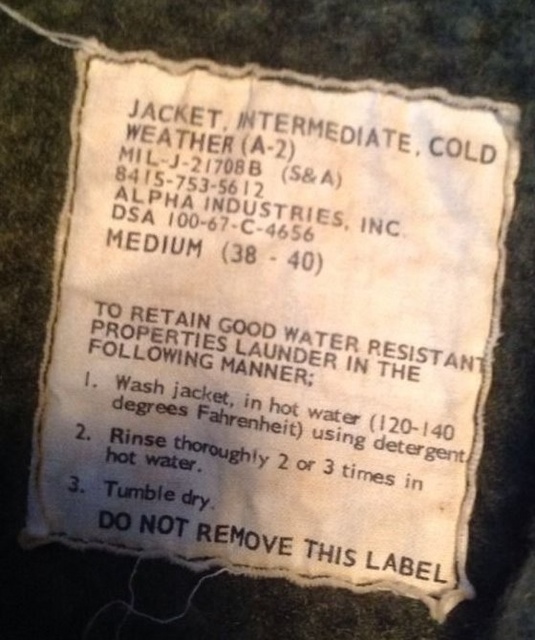 JACKET, INTERMEDIATE, COLD
WEATHER (A-2)
MIL-J-21708B (S&A)
8415-753-5612
ALPHA INDUSTRIES, INC.
DSA 100-67-C-4656
MEDIUM (38 - 40)
TO RETAIN GOOD WATER RESISTANT
PROPERTIES LAUNDER IN THE
FOLLOWING MANNER;
1. Wash jacket, in hot water (120-140
degrees Fahrenheit) using detergent
2. Rinse thoroughly 2 or 3 times in
hot water.
3. Tumble dry.
DO NOT REMOVE THIS LABEL